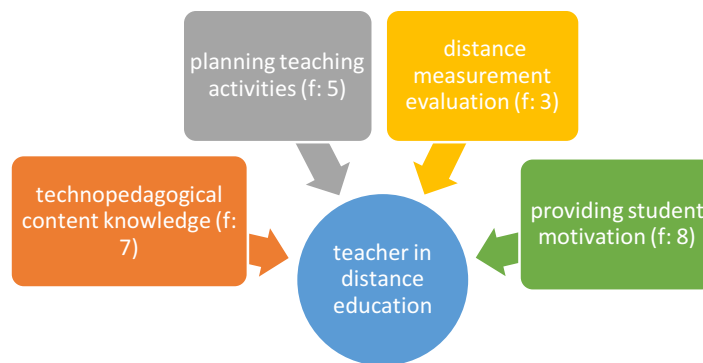 planning teaching
activities (f: 5)
distance
measurement
evaluation (f: 3)
technopedagogical
content knowledge (f:
7)
providing student
motivation (f: 8)
teacher in
distance
education